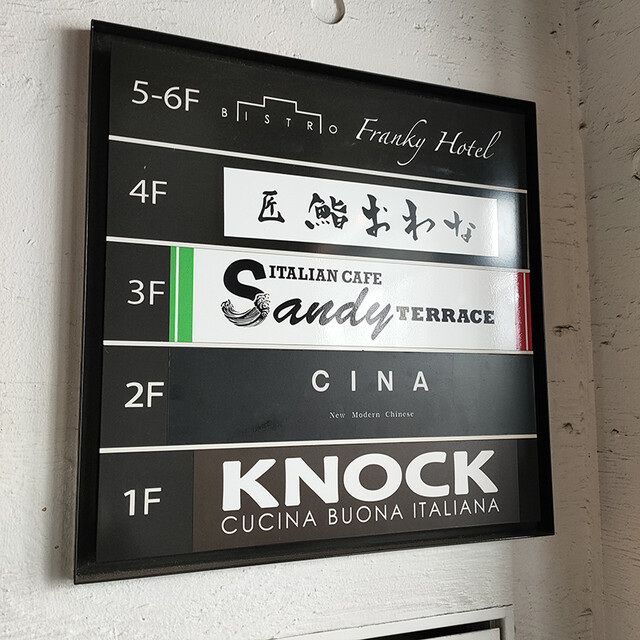 5-6F BISTRO Franky Hotel
4F 匠 鮨 おわな
3F ITALIAN CAFE
Sandy TERRACE
2F CINA
New Modern Chinese
1F KNOCK
CUCINA BUONA ITALIANA